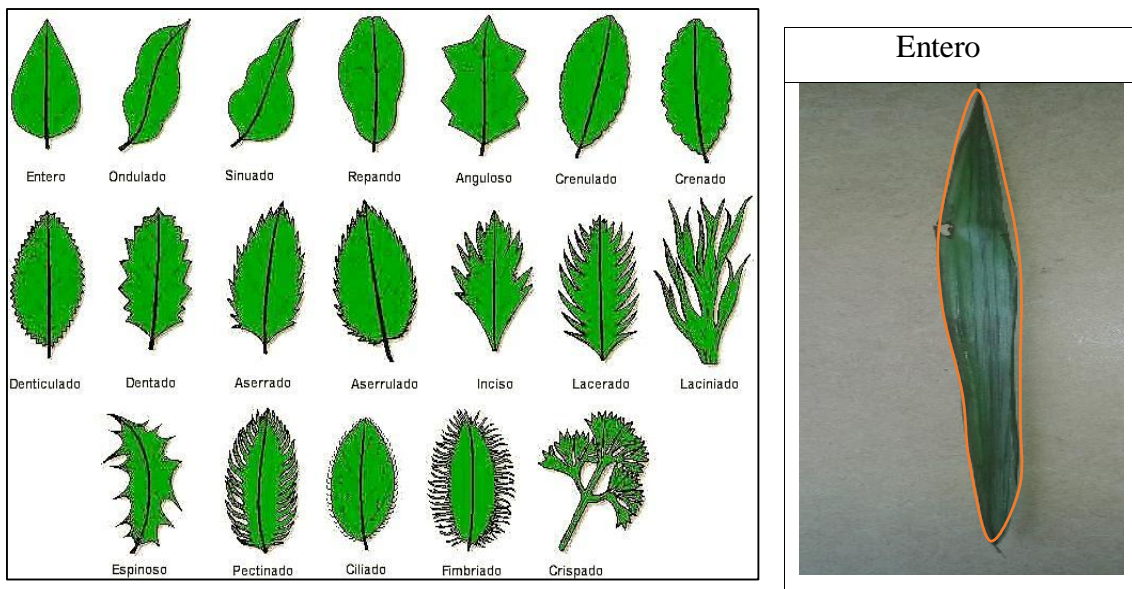 Entero Ondulado Sinuado Repando Anguloso Crenulado Crenado
Denticulado Dentado Aserrado Aserrulado Inciso Lacerado Laciniado
Espinoso Pectinado Ciliado Fimbriado Crispado
Entero